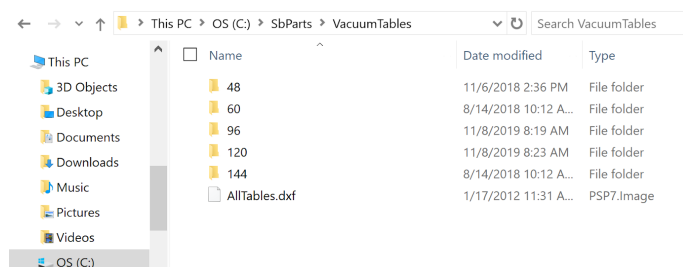 This PC > OS (C:) > SbParts > VacuumTables
Search VacuumTables
This PC
3D Objects
Desktop
Documents
Downloads
Music
Pictures
Videos
OS (C:)
Name Date modified Type
48 11/6/2018 2:36 PM File folder
60 8/14/2018 10:12 A... File folder
96 11/8/2019 8:19 AM File folder
120 11/8/2019 8:23 AM File folder
144 8/14/2018 10:12 A... File folder
AllTables.dxf 1/17/2012 11:31 A... PSP7.Image